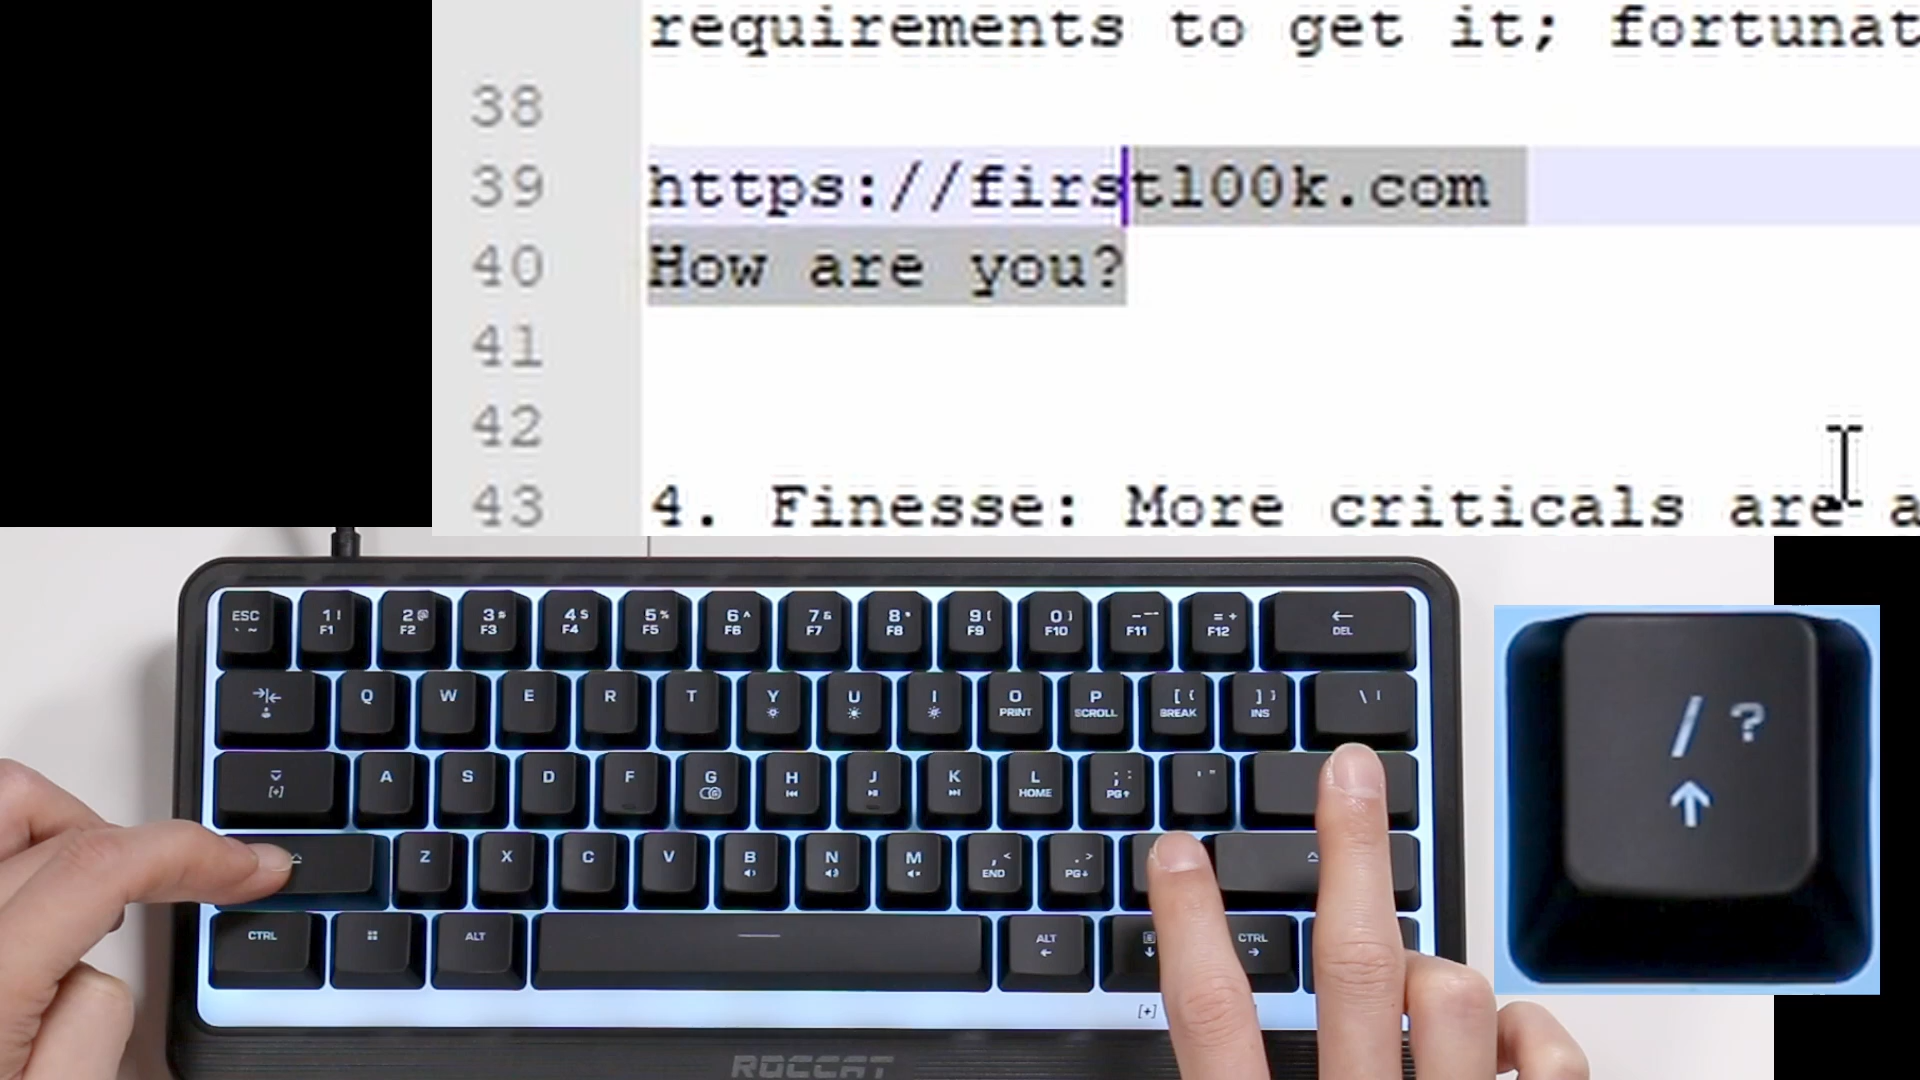 requirements to get it; fortunat
38
39 https://firstl00k.com
40 How are you?
41
42
43 4. Finesse: More criticals are a
ESC ` ~ 1 ! F1 2 @ F2 3 # F3 4 $ F4 5 % F5 6 ^ F6 7 & F7 8 * F8 9 ( F9 0 ) F10 - — F11 = + F12 ← DEL
Q W E R T Y U I O PRINT P SCROLL [ { BREAK ] } INS \ |
[+] A S D F G H J K L HOME ; : PG↑ ' "
Z X C V B N M , < END . > PG↓
CTRL ALT ALT ← ↓ CTRL →
[+]
ROCCAT
/ ?
↑